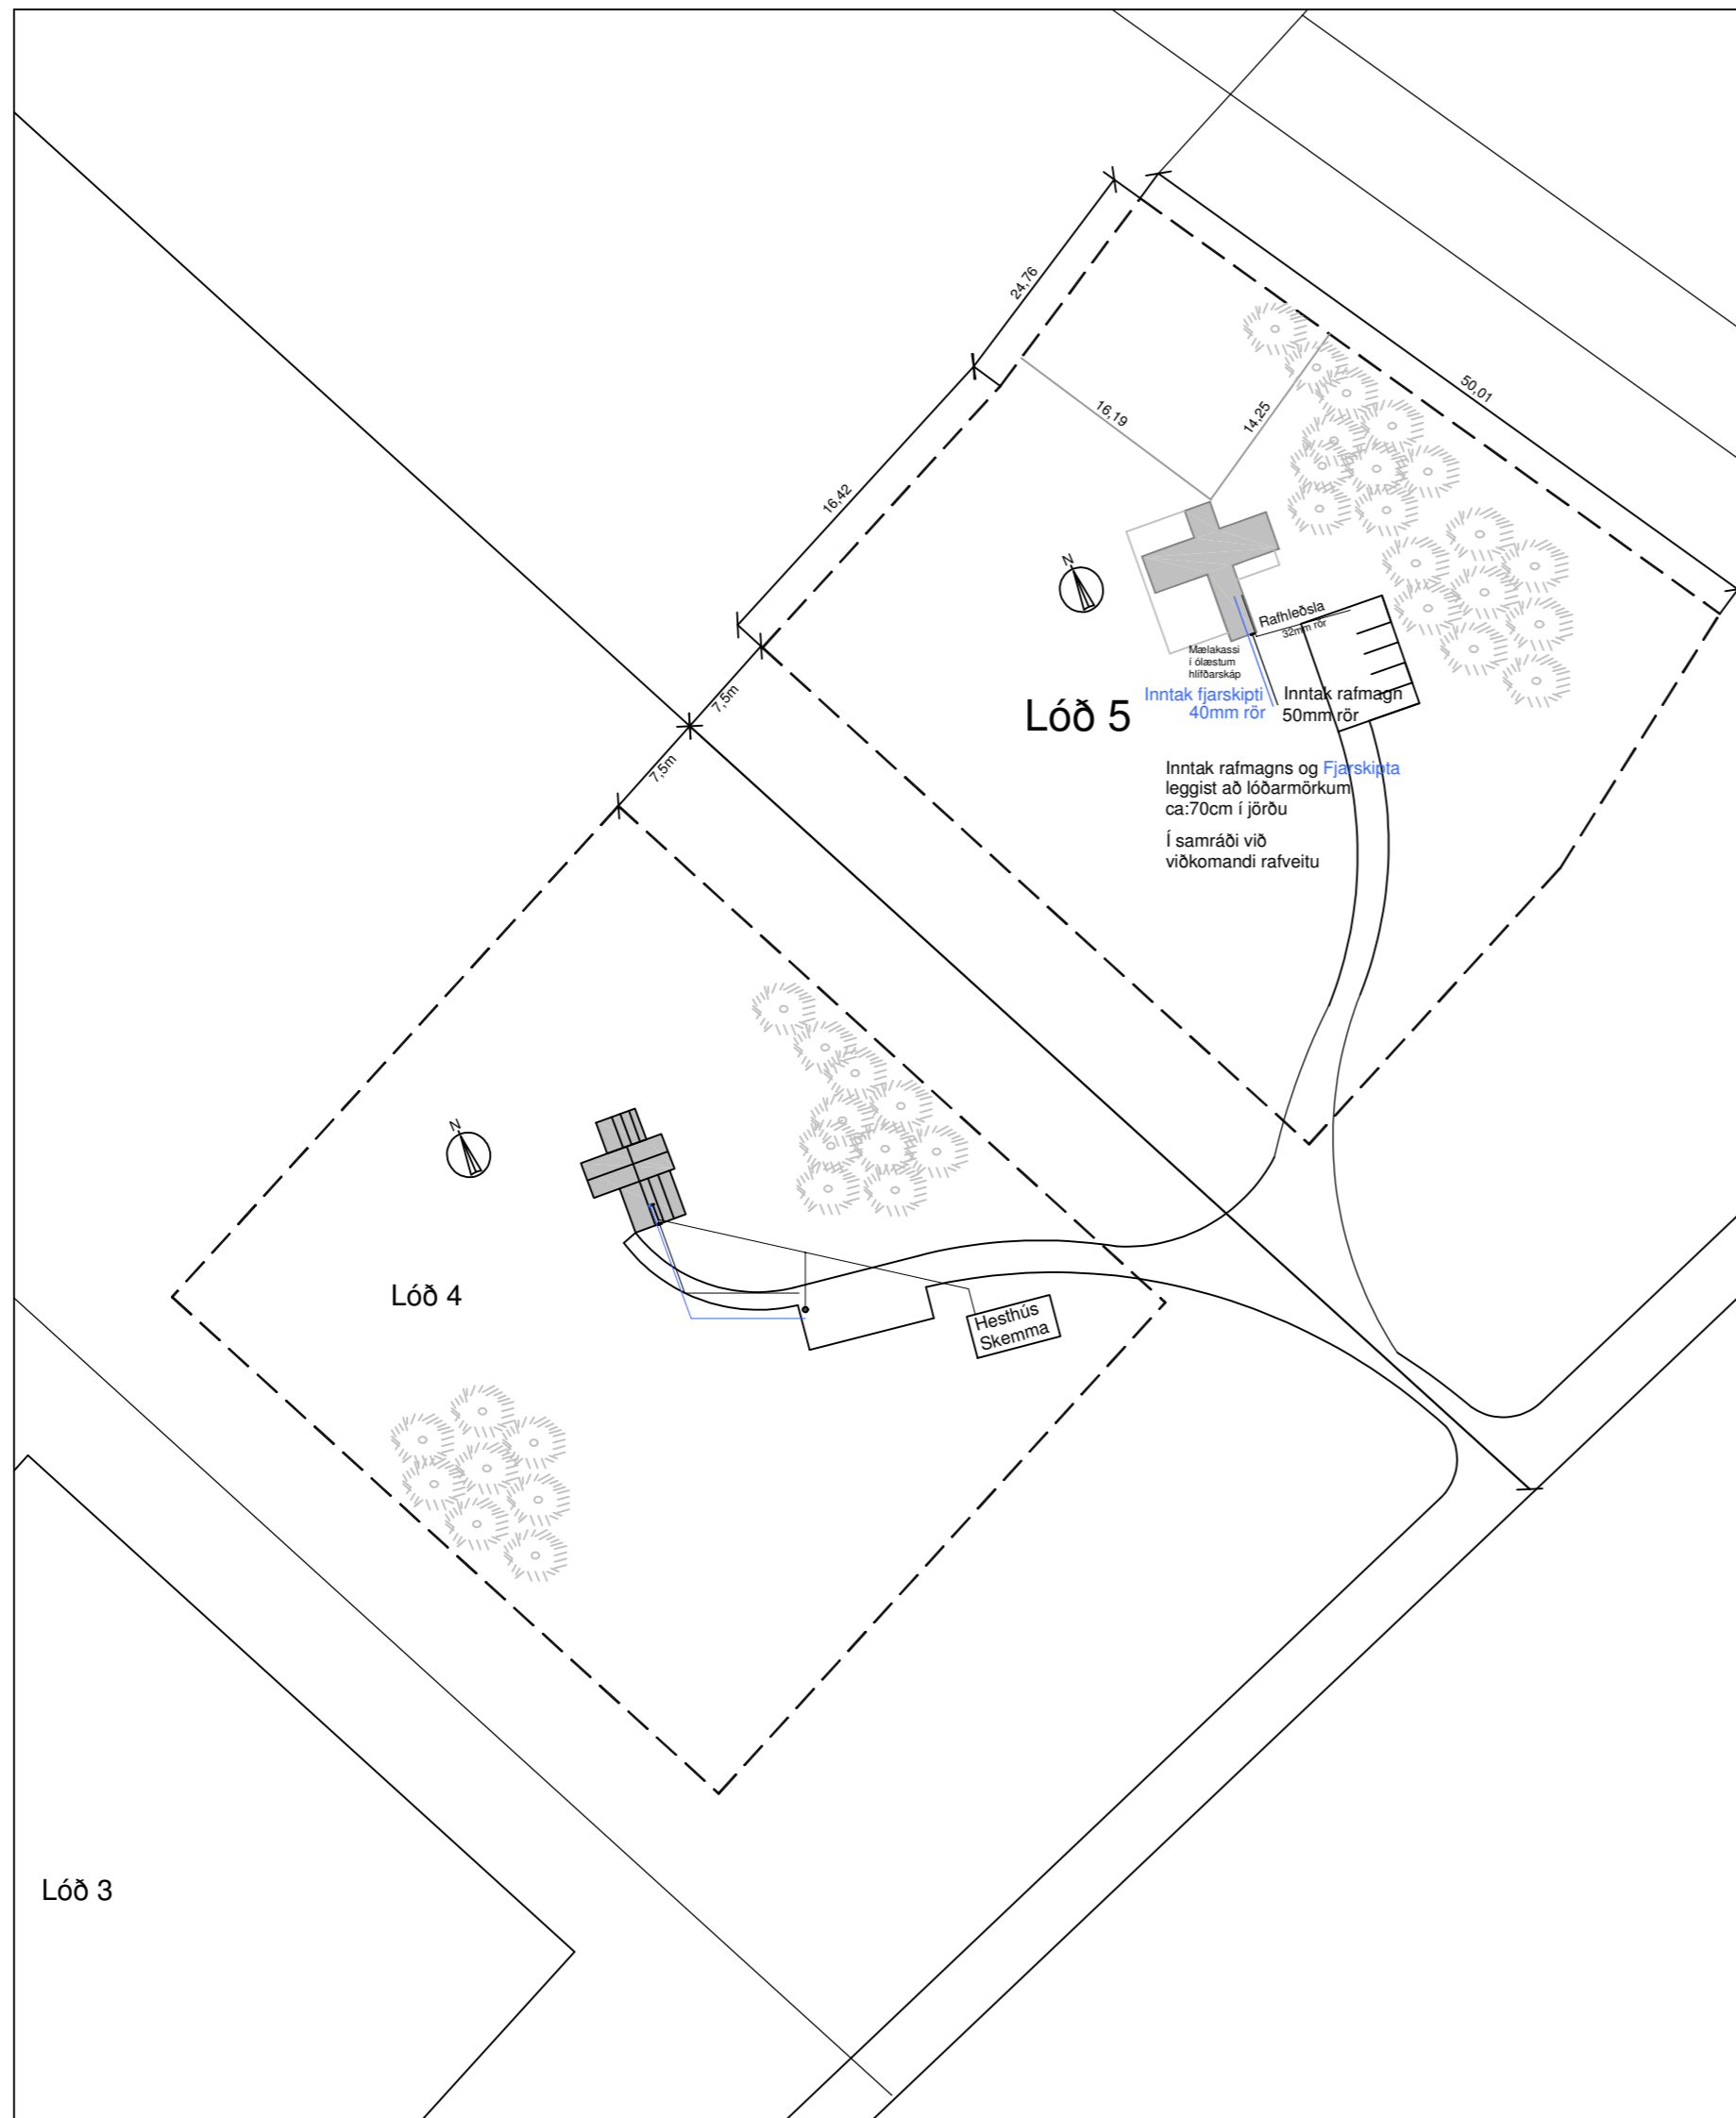 24,76
50,01
16,19
14,25
16,42
N
Rafhleðsla
32mm rör
Mælakassi
í ólæstum
hlífðarskáp
Inntak fjarskipti
40mm rör
Inntak rafmagn
50mm rör
Lóð 5
7,5m
7,5m
Inntak rafmagns og Fjarskipta
leggist að lóðarmörkum
ca:70cm í jörðu
Í samráði við
viðkomandi rafveitu
N
Lóð 4
Hesthús
Skemma
Lóð 3